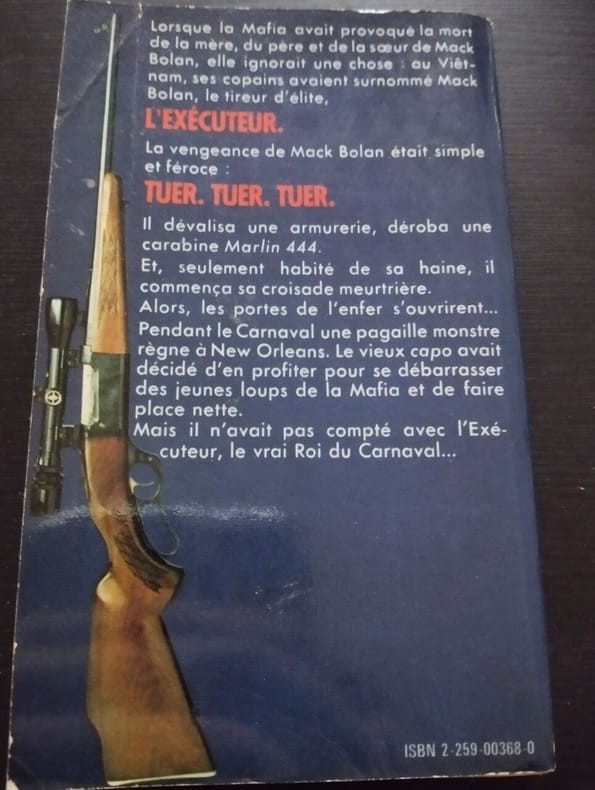 Lorsque la Mafia avait provoqué la mort
de la mère, du père et de la sœur de Mack
Bolan, elle ignorait une chose : au Viêt-
nam, ses copains avaient surnommé Mack
Bolan, le tireur d'élite,
L'EXÉCUTEUR.
La vengeance de Mack Bolan était simple
et féroce :
TUER. TUER. TUER.
Il dévalisa une armurerie, déroba une
carabine Marlin 444.
Et, seulement habité de sa haine, il
commença sa croisade meurtrière.
Alors, les portes de l'enfer s'ouvrirent...
Pendant le Carnaval une pagaille monstre
règne à New Orleans. Le vieux capo avait
décidé d'en profiter pour se débarrasser
des jeunes loups de la Mafia et de faire
place nette.
Mais il n'avait pas compté avec l'Exé-
cuteur, le vrai Roi du Carnaval...
ISBN 2-259-00368-0